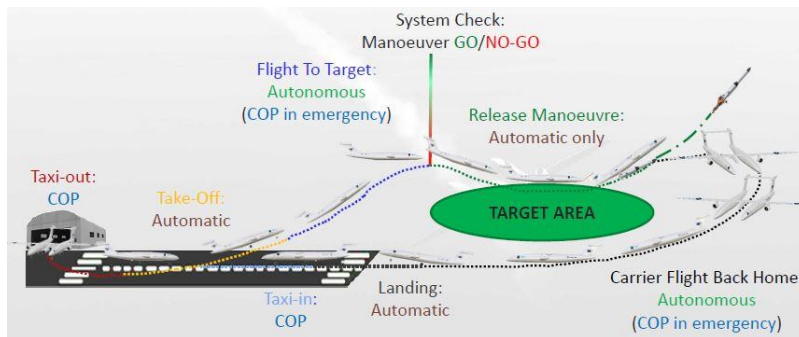 System Check:
Manoeuver GO/NO-GO
Flight To Target:
Autonomous
(COP in emergency)
Release Manoeuvre:
Automatic only
Taxi-out:
COP
Take-Off:
Automatic
TARGET AREA
Taxi-in:
COP
Landing:
Automatic
Carrier Flight Back Home
Autonomous
(COP in emergency)